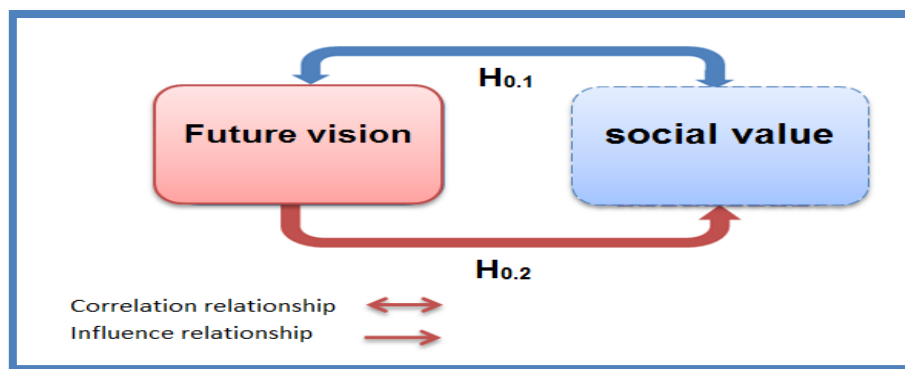 H0.1
Future vision
social value
H0.2
Correlation relationship
Influence relationship